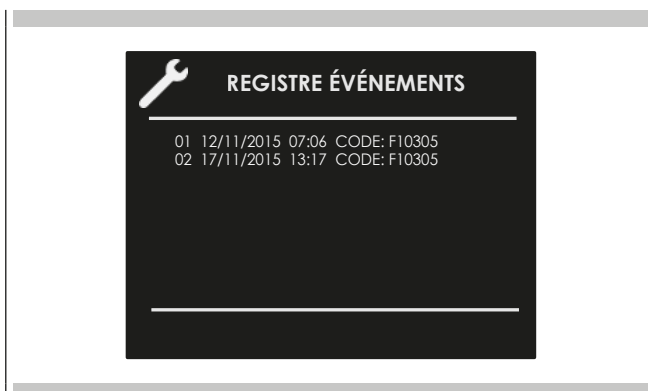 REGISTRE ÉVÉNEMENTS
01 12/11/2015 07:06 CODE: F10305
02 17/11/2015 13:17 CODE: F10305